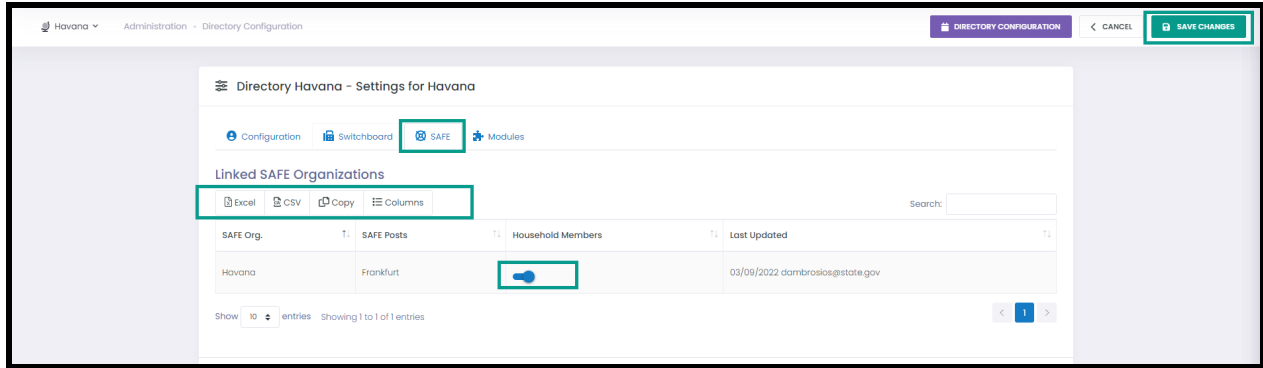 Havana Administration • Directory Configuration DIRECTORY CONFIGURATION CANCEL SAVE CHANGES
Directory Havana - Settings for Havana
Configuration Switchboard SAFE Modules
Linked SAFE Organizations
Excel CSV Copy Columns Search:
SAFE Org. SAFE Posts Household Members Last Updated
Havana Frankfurt 03/09/2022 dambrosios@state.gov
Show 10 entries Showing 1 to 1 of 1 entries < 1 >